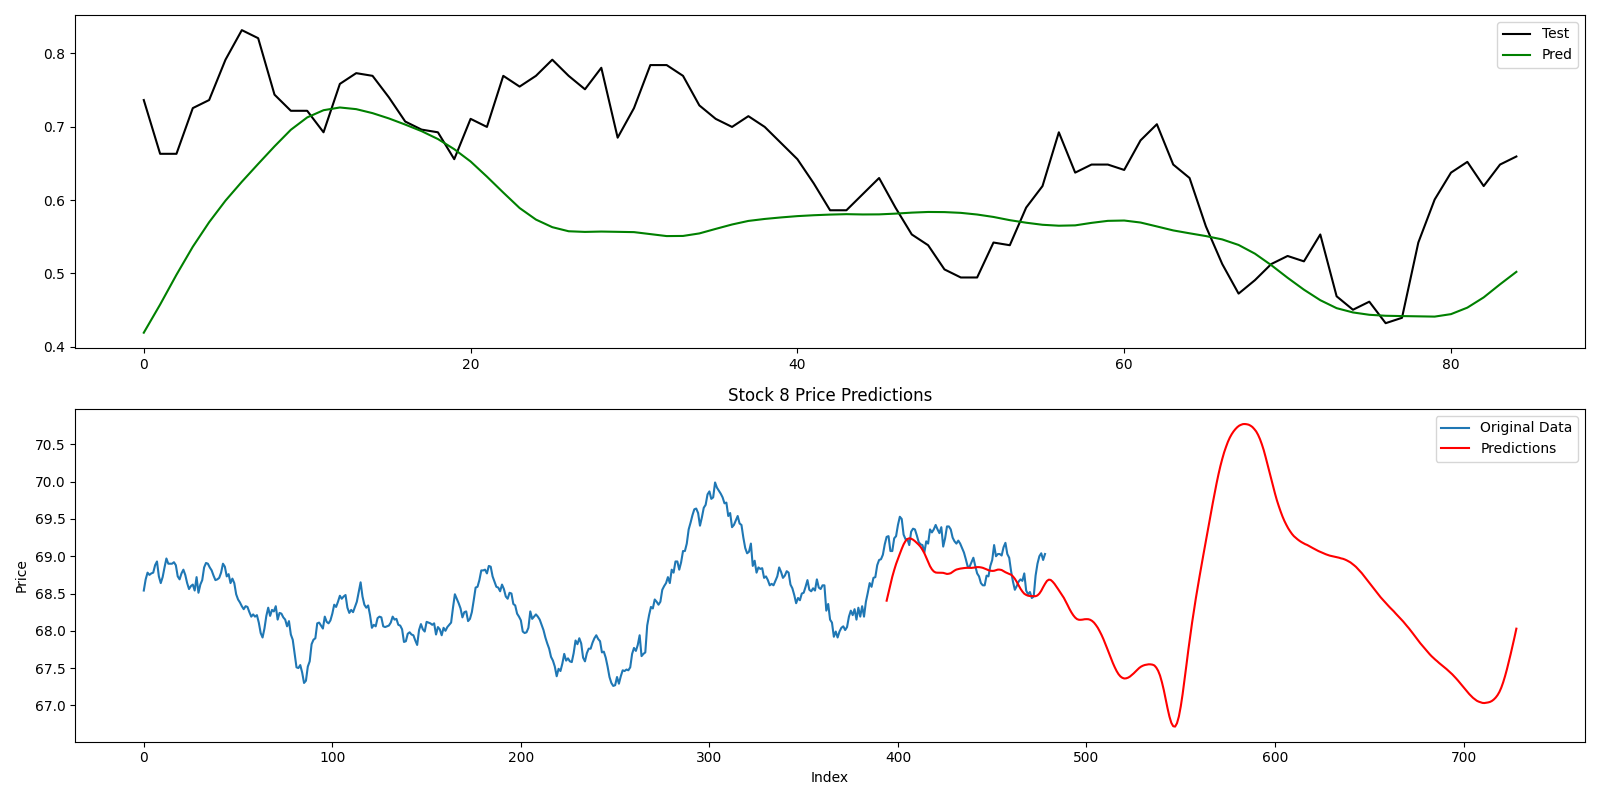 0.8
0.7
0.6
0.5
0.4
Test
Pred
0 20 40 60 80
Stock 8 Price Predictions
70.5
70.0
69.5
69.0
68.5
68.0
67.5
67.0
Price
Original Data
Predictions
0 100 200 300 400 500 600 700
Index